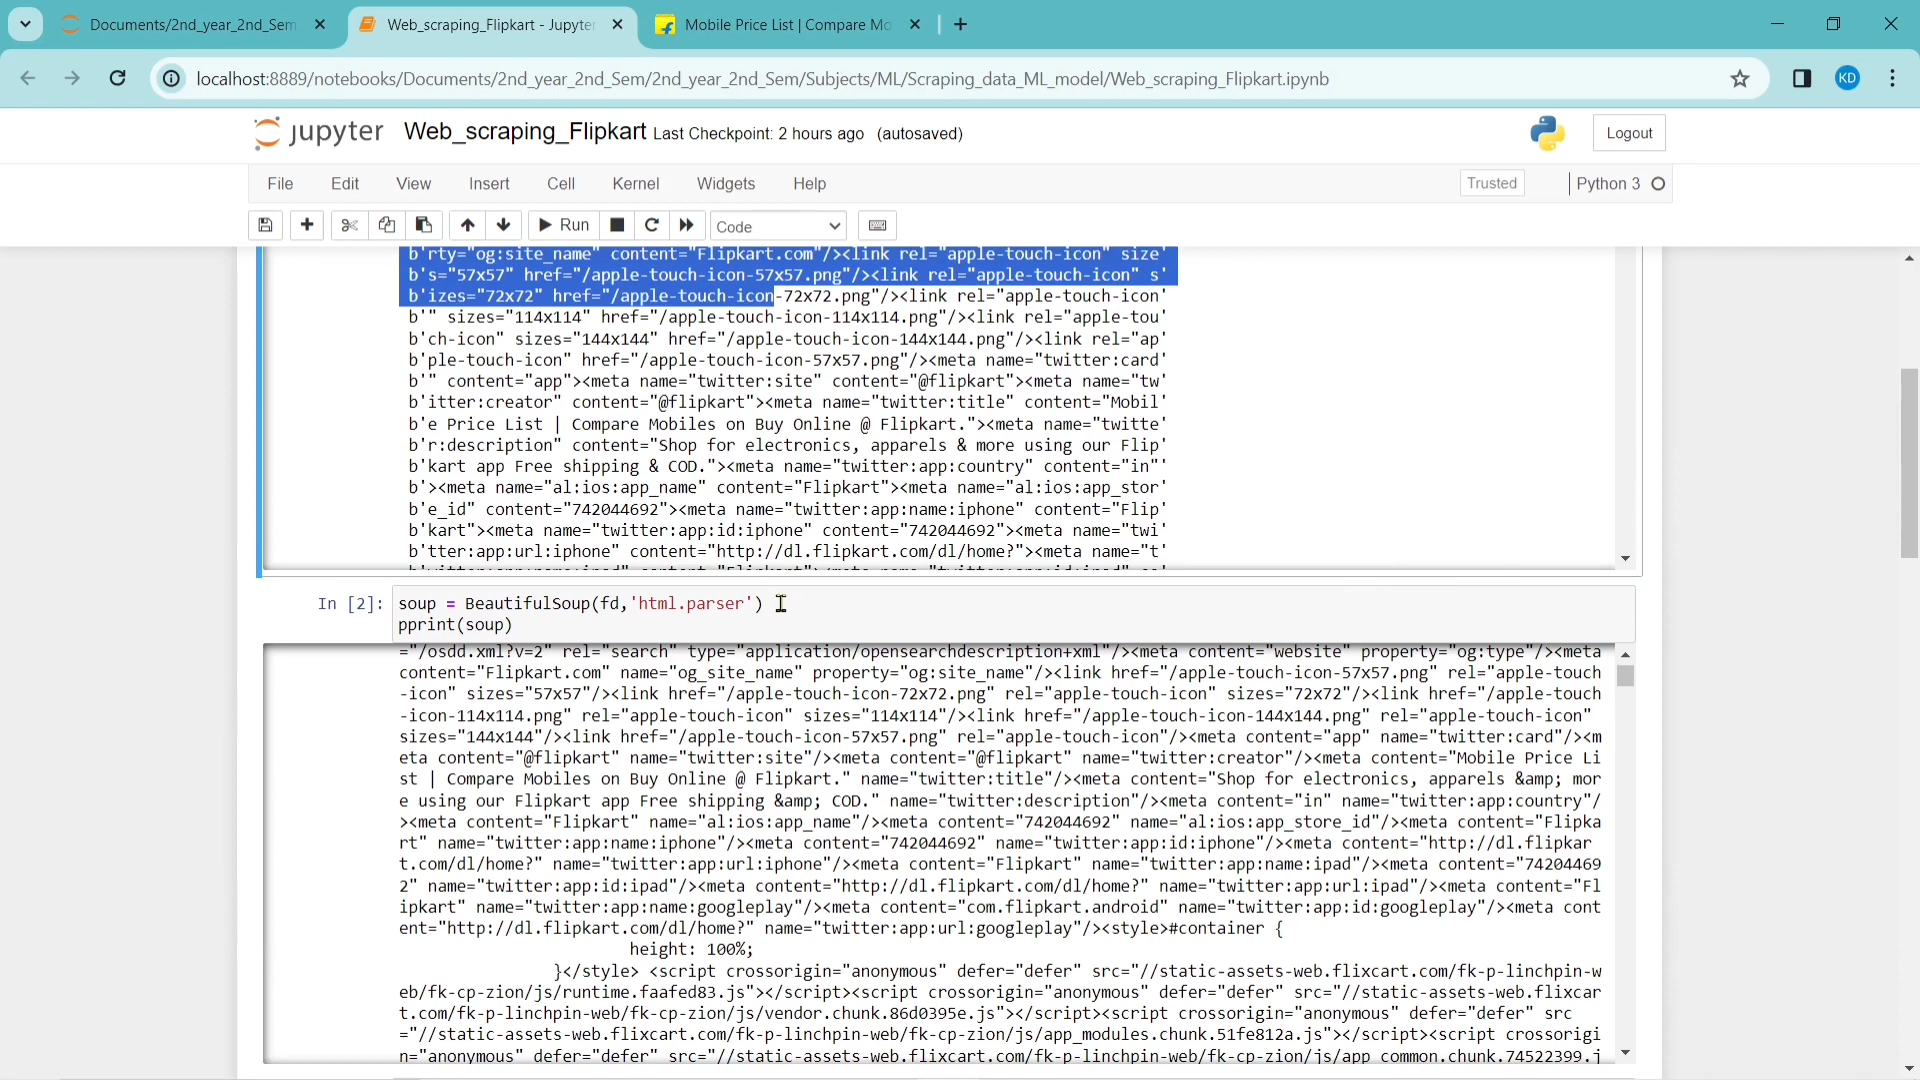 Documents/2nd_year_2nd_Sem
Web_scraping_Flipkart - Jupyte
Mobile Price List | Compare Mo
localhost:8889/notebooks/Documents/2nd_year_2nd_Sem/2nd_year_2nd_Sem/Subjects/ML/Scraping_data_ML_model/Web_scraping_Flipkart.ipynb
KD
jupyter Web_scraping_Flipkart Last Checkpoint: 2 hours ago (autosaved)
Logout
File Edit View Insert Cell Kernel Widgets Help
Trusted
Python 3
Run
Code
b'rty="og:site_name" content="Flipkart.com"/><link rel="apple-touch-icon" size'
b's="57x57" href="/apple-touch-icon-57x57.png"/><link rel="apple-touch-icon" s'
b'izes="72x72" href="/apple-touch-icon-72x72.png"/><link rel="apple-touch-icon'
b'" sizes="114x114" href="/apple-touch-icon-114x114.png"/><link rel="apple-tou'
b'ch-icon" sizes="144x144" href="/apple-touch-icon-144x144.png"/><link rel="ap'
b'ple-touch-icon" href="/apple-touch-icon-57x57.png"/><meta name="twitter:card'
b'" content="app"><meta name="twitter:site" content="@flipkart"><meta name="tw'
b'itter:creator" content="@flipkart"><meta name="twitter:title" content="Mobil'
b'e Price List | Compare Mobiles on Buy Online @ Flipkart."><meta name="twitte'
b'r:description" content="Shop for electronics, apparels & more using our Flip'
b'kart app Free shipping & COD."><meta name="twitter:app:country" content="in"'
b'><meta name="al:ios:app_name" content="Flipkart"><meta name="al:ios:app_stor'
b'e_id" content="742044692"><meta name="twitter:app:name:iphone" content="Flip'
b'kart"><meta name="twitter:app:id:iphone" content="742044692"><meta name="twi'
b'tter:app:url:iphone" content="http://dl.flipkart.com/dl/home?"><meta name="t'
In [2]: soup = BeautifulSoup(fd,'html.parser')
pprint(soup)
="/osdd.xml?v=2" rel="search" type="application/opensearchdescription+xml"/><meta content="website" property="og:type"/><meta
content="Flipkart.com" name="og_site_name" property="og:site_name"/><link href="/apple-touch-icon-57x57.png" rel="apple-touch
-icon" sizes="57x57"/><link href="/apple-touch-icon-72x72.png" rel="apple-touch-icon" sizes="72x72"/><link href="/apple-touch
-icon-114x114.png" rel="apple-touch-icon" sizes="114x114"/><link href="/apple-touch-icon-144x144.png" rel="apple-touch-icon"
sizes="144x144"/><link href="/apple-touch-icon-57x57.png" rel="apple-touch-icon"/><meta content="app" name="twitter:card"/><m
eta content="@flipkart" name="twitter:site"/><meta content="@flipkart" name="twitter:creator"/><meta content="Mobile Price Li
st | Compare Mobiles on Buy Online @ Flipkart." name="twitter:title"/><meta content="Shop for electronics, apparels &amp; mor
e using our Flipkart app Free shipping &amp; COD." name="twitter:description"/><meta content="in" name="twitter:app:country"/
><meta content="Flipkart" name="al:ios:app_name"/><meta content="742044692" name="al:ios:app_store_id"/><meta content="Flipka
rt" name="twitter:app:name:iphone"/><meta content="742044692" name="twitter:app:id:iphone"/><meta content="http://dl.flipkar
t.com/dl/home?" name="twitter:app:url:iphone"/><meta content="Flipkart" name="twitter:app:name:ipad"/><meta content="74204469
2" name="twitter:app:id:ipad"/><meta content="http://dl.flipkart.com/dl/home?" name="twitter:app:url:ipad"/><meta content="Fl
ipkart" name="twitter:app:name:googleplay"/><meta content="com.flipkart.android" name="twitter:app:id:googleplay"/><meta cont
ent="http://dl.flipkart.com/dl/home?" name="twitter:app:url:googleplay"/><style>#container {
height: 100%;
}</style> <script crossorigin="anonymous" defer="defer" src="//static-assets-web.flixcart.com/fk-p-linchpin-w
eb/fk-cp-zion/js/runtime.faafed83.js"></script><script crossorigin="anonymous" defer="defer" src="//static-assets-web.flixcar
t.com/fk-p-linchpin-web/fk-cp-zion/js/vendor.chunk.86d0395e.js"></script><script crossorigin="anonymous" defer="defer" src
="//static-assets-web.flixcart.com/fk-p-linchpin-web/fk-cp-zion/js/app_modules.chunk.51fe812a.js"></script><script crossorigi
n="anonymous" defer="defer" src="//static-assets-web.flixcart.com/fk-p-linchpin-web/fk-cp-zion/js/app_common.chunk.74522399.j